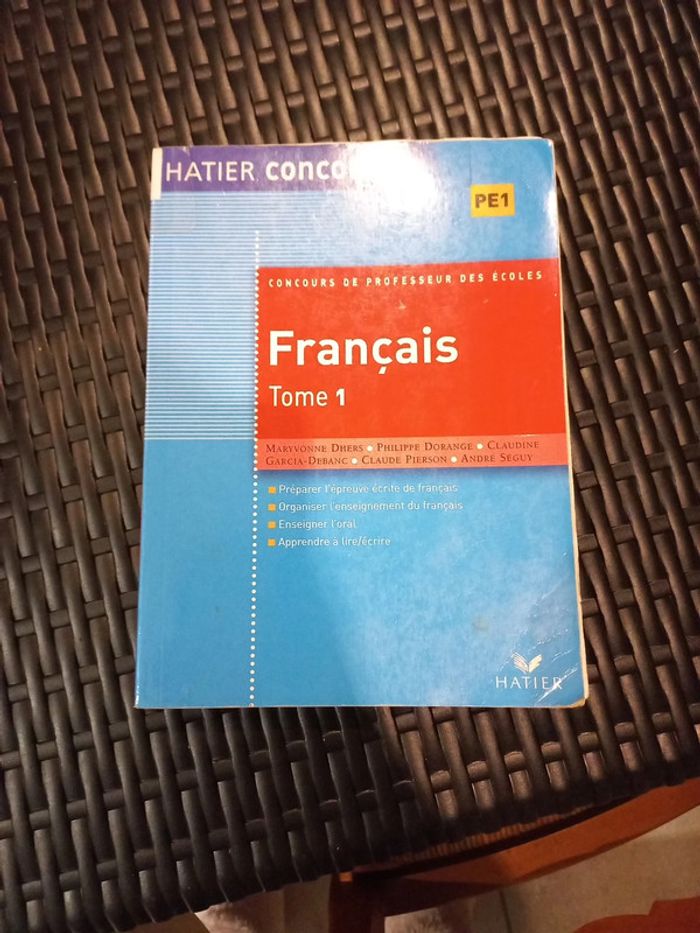 HATIER conco
PE1
CONCOURS DE PROFESSEUR DES ÉCOLES
Français
Tome 1
MARYVONNE DHERS • PHILIPPE DORANGE • CLAUDINE
GARCIA-DEBANC • CLAUDE PIERSON • ANDRÉ SÉGUY
Préparer l'épreuve écrite de français
Organiser l'enseignement du français
Enseigner l'oral
Apprendre à lire/écrire
HATIER